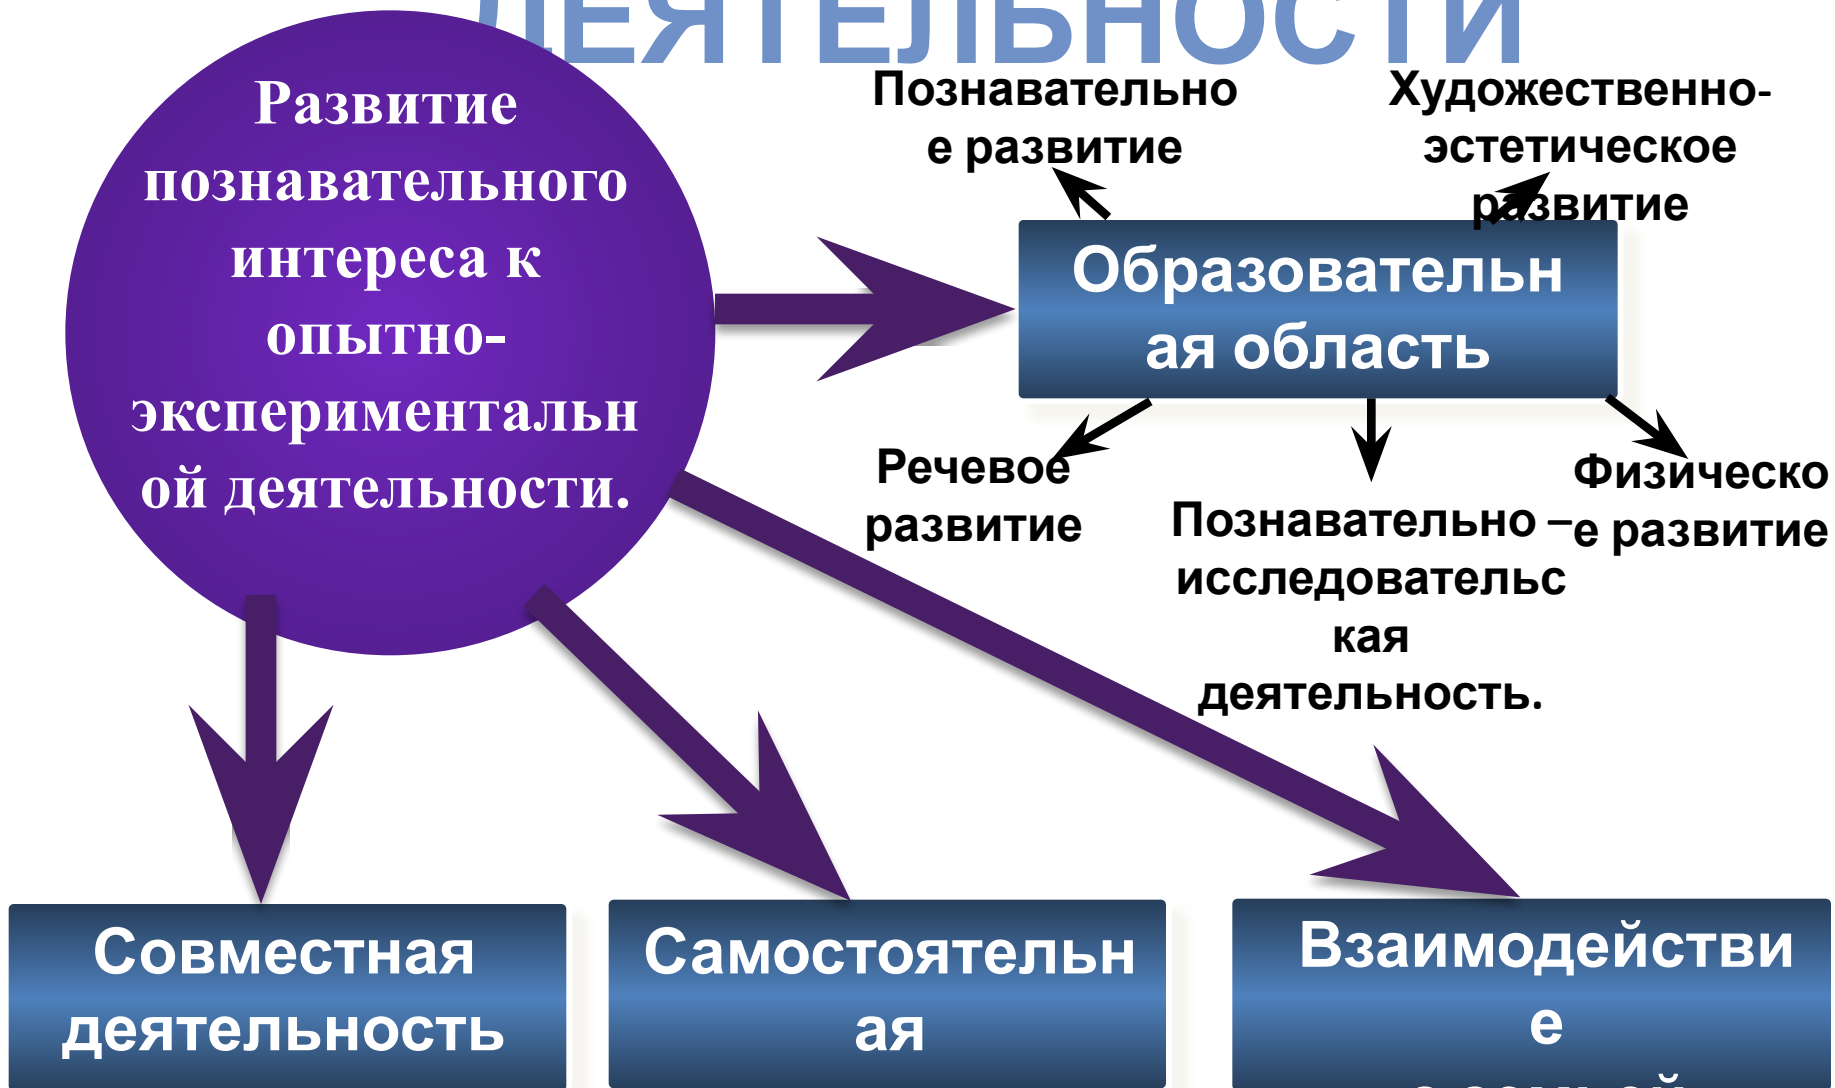 ДЕЯТЕЛЬНОСТИ
Развитие
познавательного
интереса к
опытно-
экспериментальн
ой деятельности.
Познавательно
е развитие
Художественно-
эстетическое
развитие
Образовательн
ая область
Речевое
развитие
Познавательно –
исследовательс
кая
деятельность.
Физическо
е развитие
Совместная
деятельность
Самостоятельн
ая
Взаимодействи
е
с семьей